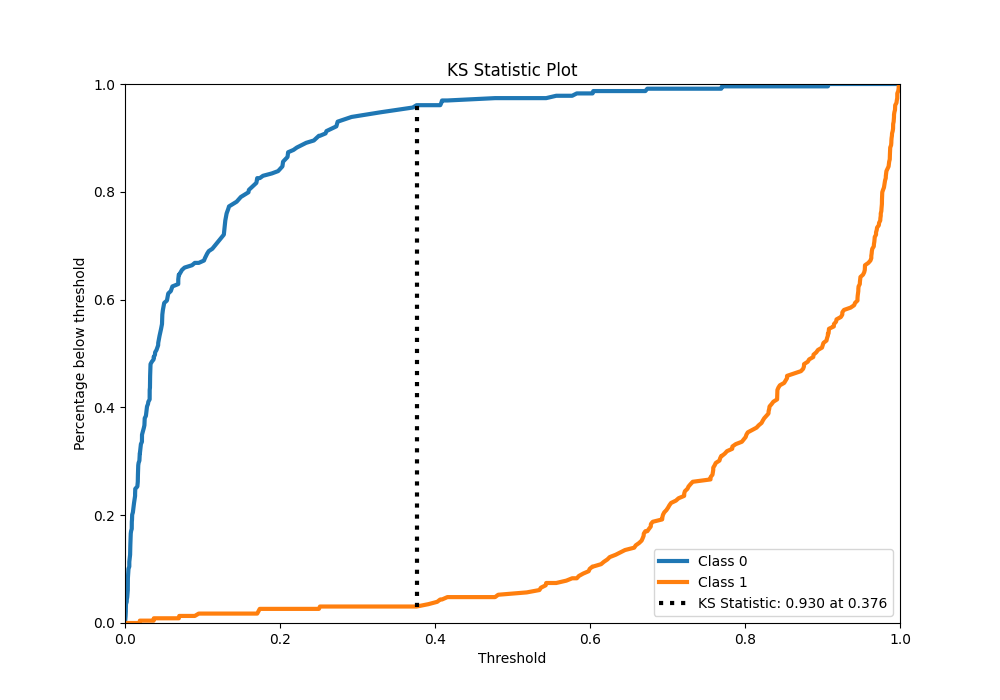 KS Statistic Plot
1.0
0.8
0.6
0.4
0.2
0.0
Percentage below threshold
0.0 0.2 0.4 0.6 0.8 1.0
Threshold
Class 0
Class 1
KS Statistic: 0.930 at 0.376